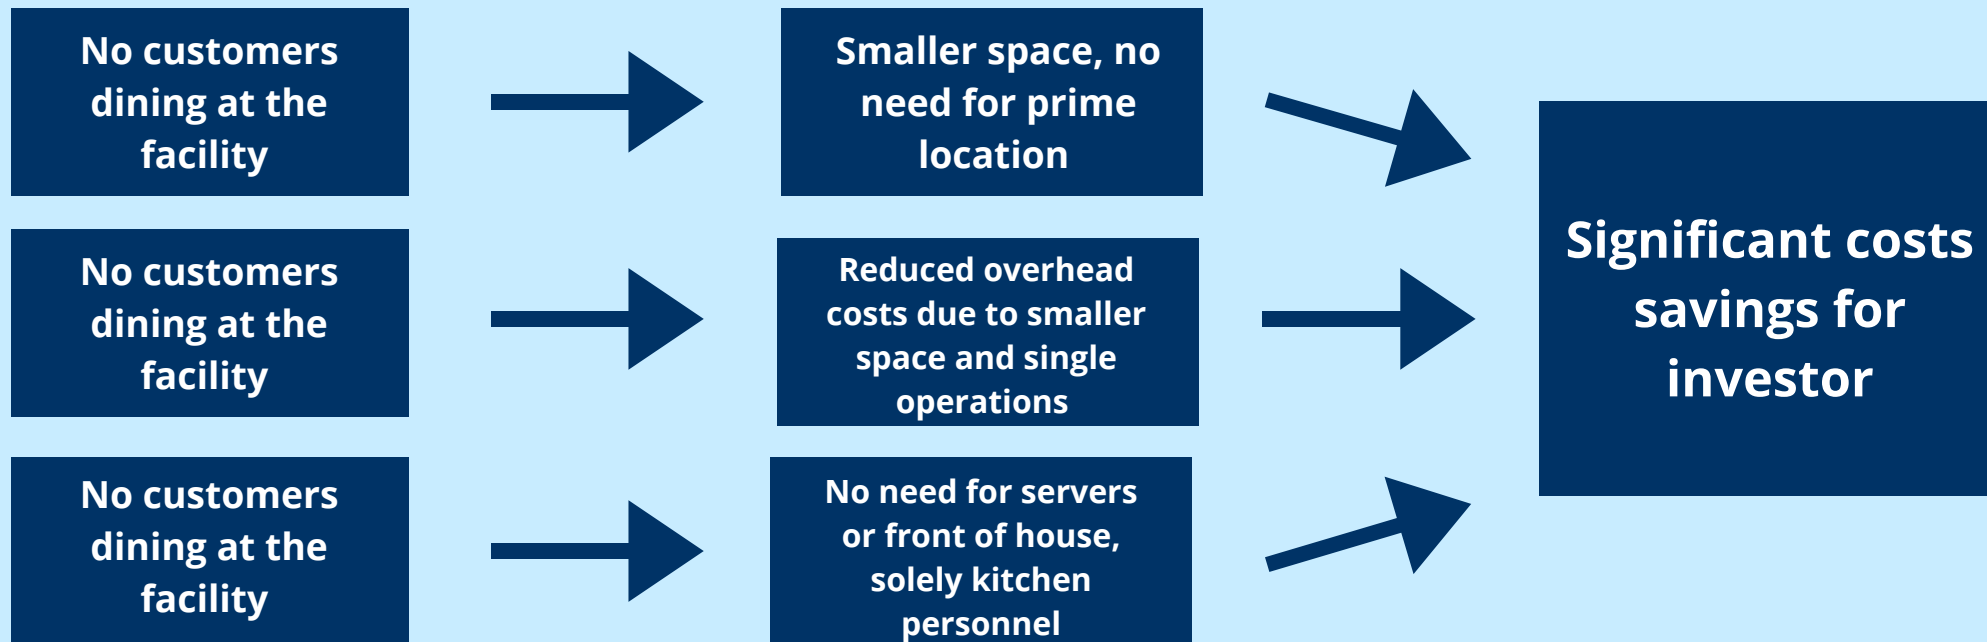 No customers
dining at the
facility
Smaller space, no
need for prime
location
No customers
dining at the
facility
Reduced overhead
costs due to smaller
space and single
operations
No customers
dining at the
facility
No need for servers
or front of house,
solely kitchen
personnel
Significant costs
savings for
investor